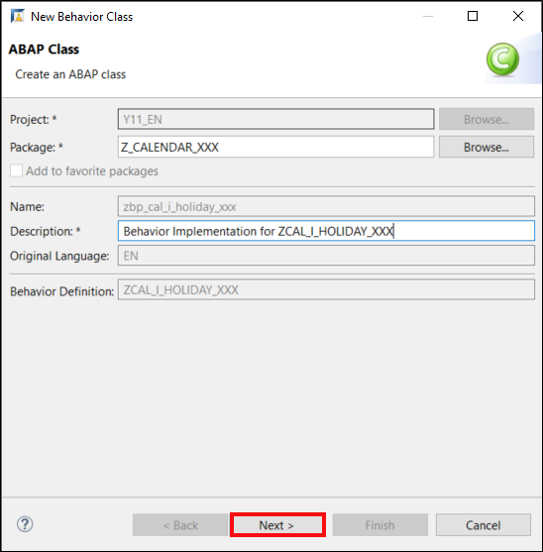 New Behavior Class
ABAP Class
Create an ABAP class
C
Project: * Y11_EN Browse...
Package: * Z_CALENDAR_XXX Browse...
Add to favorite packages
Name: zbp_cal_i_holiday_xxx
Description: * Behavior Implementation for ZCAL_I_HOLIDAY_XXX
Original Language: EN
Behavior Definition: ZCAL_I_HOLIDAY_XXX
? < Back Next > Finish Cancel